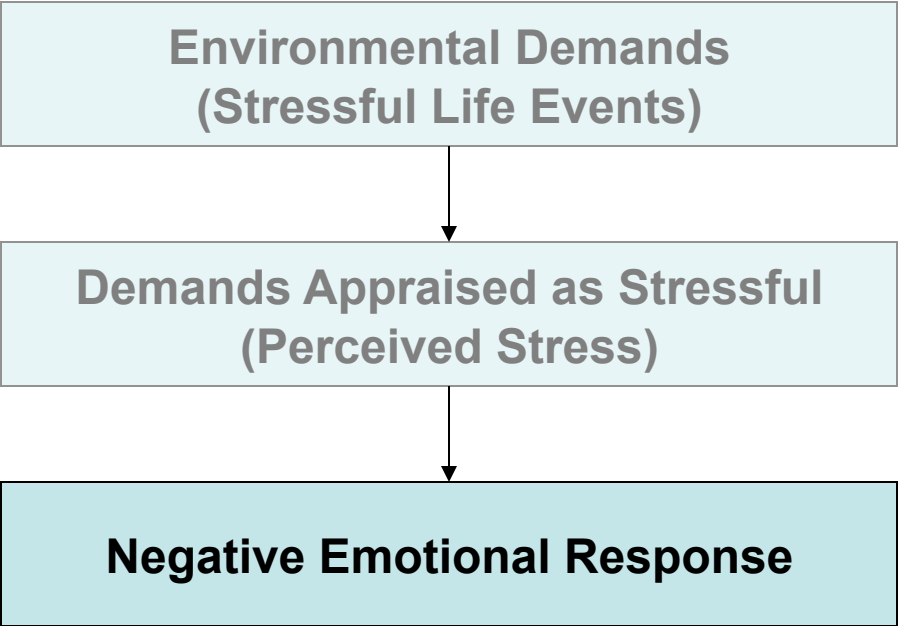 Environmental Demands
(Stressful Life Events)
Demands Appraised as Stressful
(Perceived Stress)
Negative Emotional Response